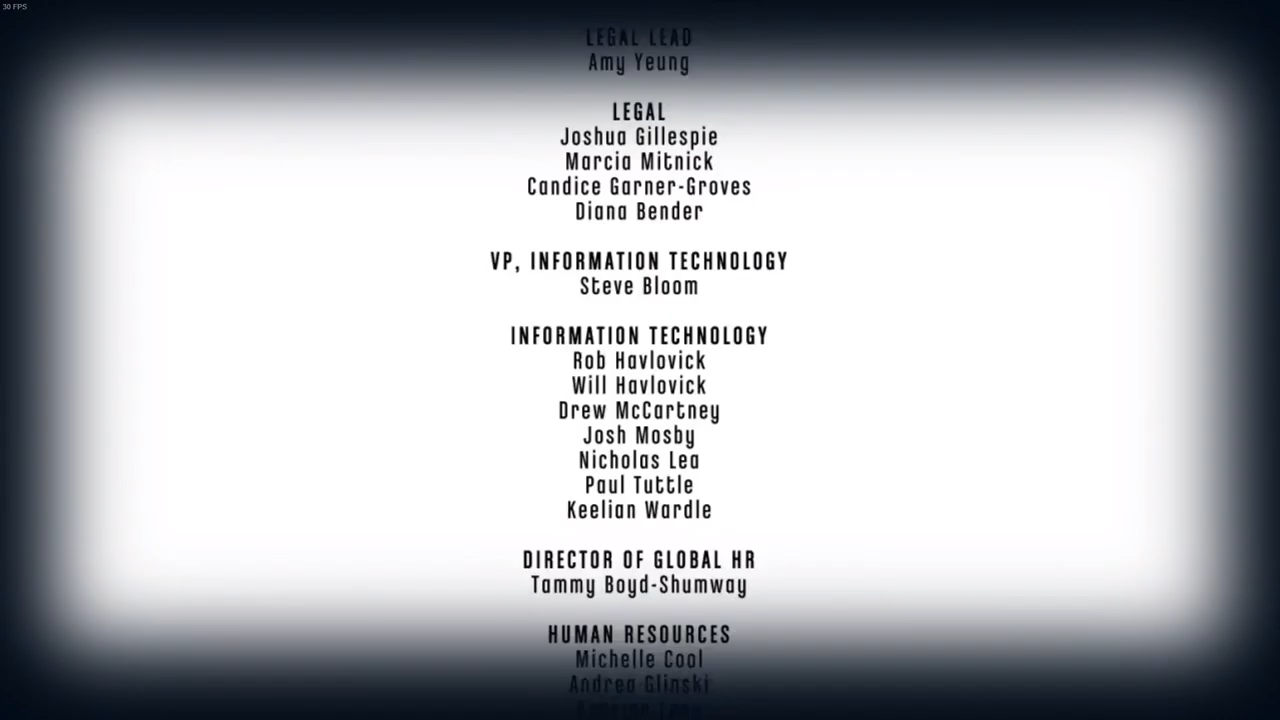 30 FPS
LEGAL LEAD
Amy Yeung
LEGAL
Joshua Gillespie
Marcia Mitnick
Candice Garner-Groves
Diana Bender
VP, INFORMATION TECHNOLOGY
Steve Bloom
INFORMATION TECHNOLOGY
Rob Havlovick
Will Havlovick
Drew McCartney
Josh Mosby
Nicholas Lea
Paul Tuttle
Keelian Wardle
DIRECTOR OF GLOBAL HR
Tammy Boyd-Shumway
HUMAN RESOURCES
Michelle Cool
Andrea Glinski